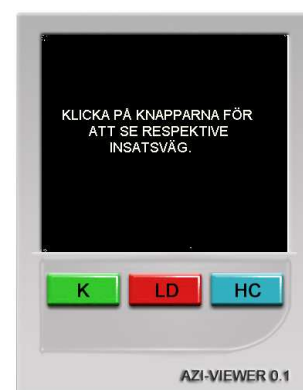 KLICKA PÅ KNAPPARNA FÖR
ATT SE RESPEKTIVE
INSATSVÄG.
K LD HC
AZI-VIEWER 0.1